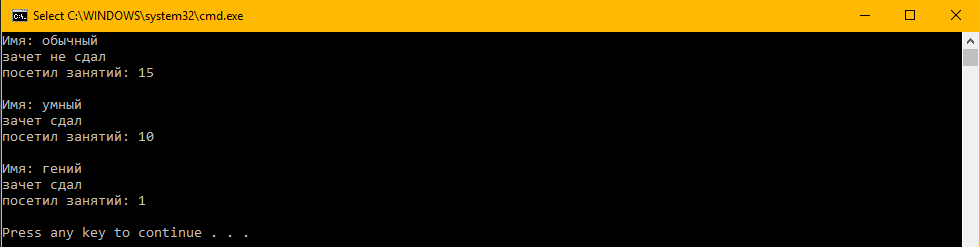 Select C:\WINDOWS\system32\cmd.exe
Имя: обычный
зачет не сдал
посетил занятий: 15
Имя: умный
зачет сдал
посетил занятий: 10
Имя: гений
зачет сдал
посетил занятий: 1
Press any key to continue . . .